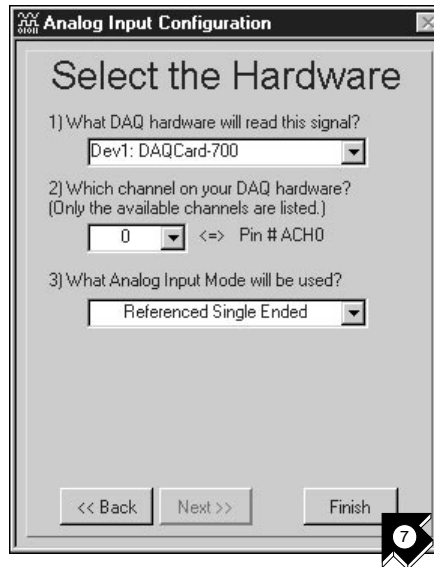 Analog Input Configuration
Select the Hardware
1) What DAQ hardware will read this signal?
Dev1: DAQCard-700
2) Which channel on your DAQ hardware?
(Only the available channels are listed.)
0 <=> Pin # ACH0
3) What Analog Input Mode will be used?
Referenced Single Ended
<< Back Next >> Finish
7